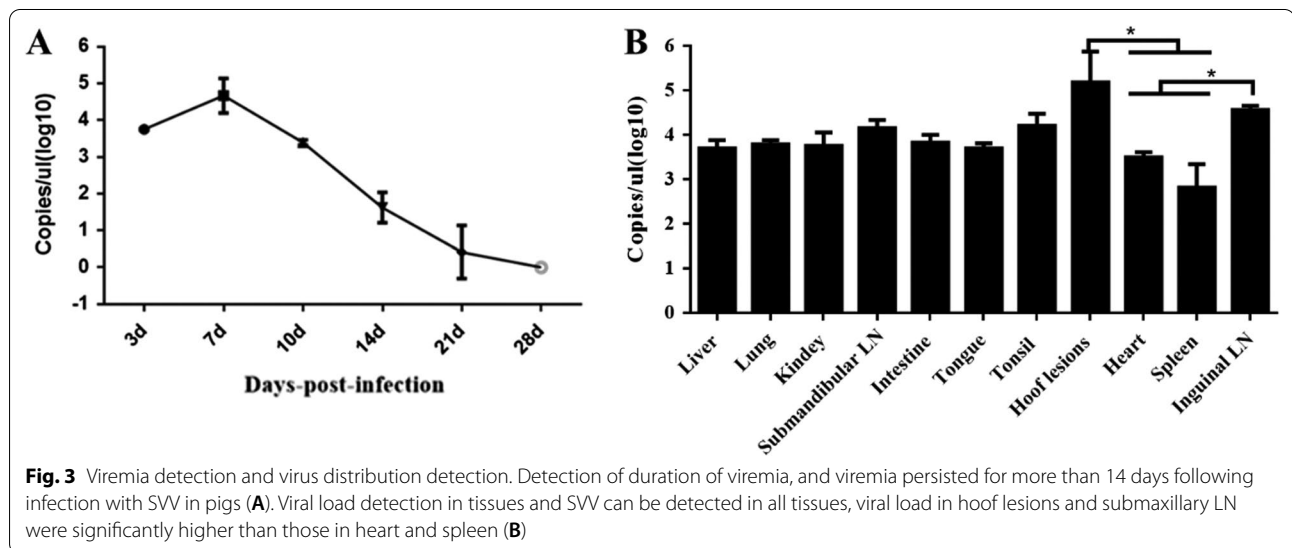 A
B
Copies/ul(log10)
6
5
4
3
2
1
0
-1
3d
7d
10d
14d
21d
28d
Days-post-infection
Copies/ul(log10)
6
5
4
3
2
1
0
*
*
Liver
Lung
Kindey
Submandibular LN
Intestine
Tongue
Tonsil
Hoof lesions
Heart
Spleen
Inguinal LN
Fig. 3 Viremia detection and virus distribution detection. Detection of duration of viremia, and viremia persisted for more than 14 days following
infection with SVV in pigs (A). Viral load detection in tissues and SVV can be detected in all tissues, viral load in hoof lesions and submaxillary LN
were significantly higher than those in heart and spleen (B)